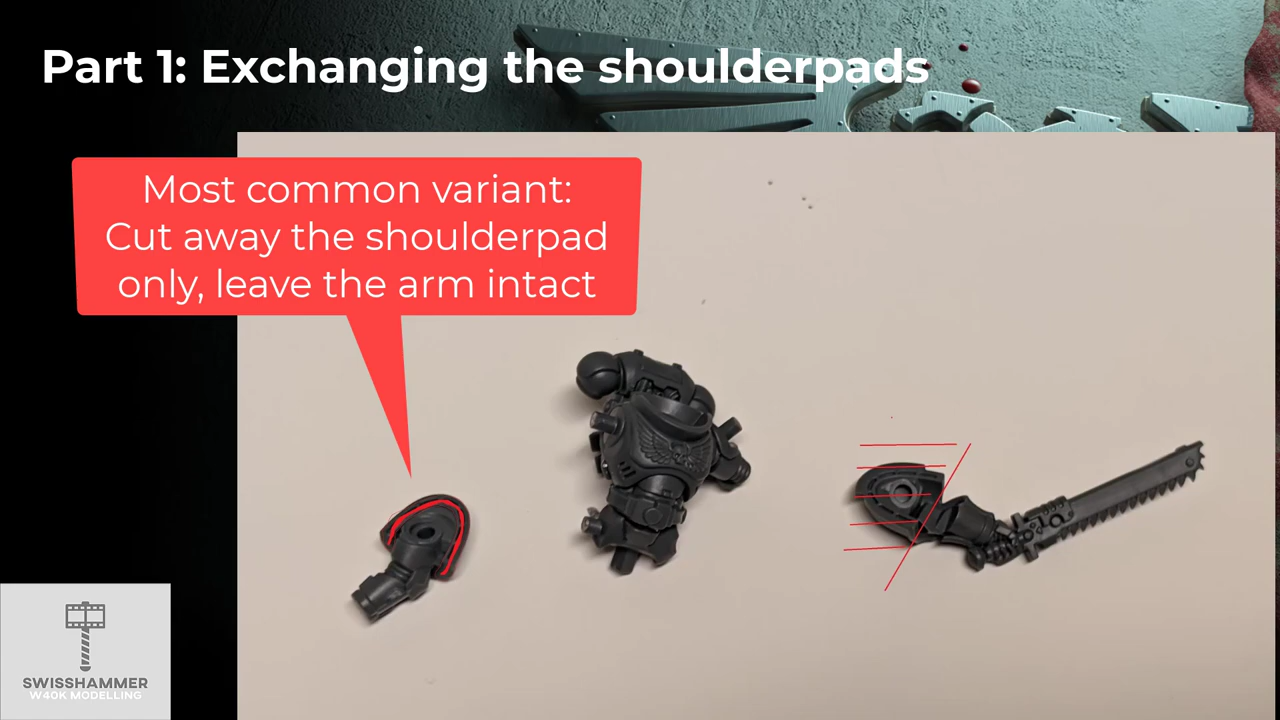 Part 1: Exchanging the shoulderpads
Most common variant:
Cut away the shoulderpad
only, leave the arm intact
SWISSHAMMER
W40K MODELLING